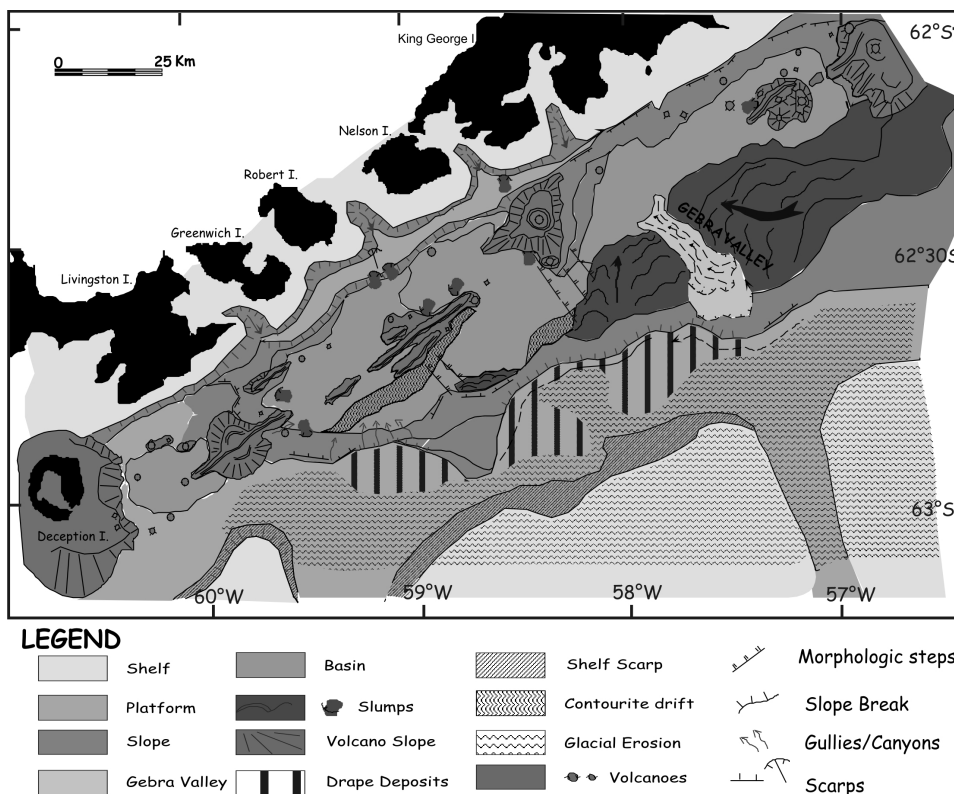 King George I.
62°S
0 25 Km
Nelson I.
Robert I.
GEBRA VALLEY
Greenwich I.
62°30S
Livingston I.
63°S
Deception I.
60°W 59°W 58°W 57°W
LEGEND
Shelf Basin Shelf Scarp Morphologic steps
Platform Slumps Contourite drift Slope Break
Slope Volcano Slope Glacial Erosion Gullies/Canyons
Gebra Valley Drape Deposits Volcanoes Scarps